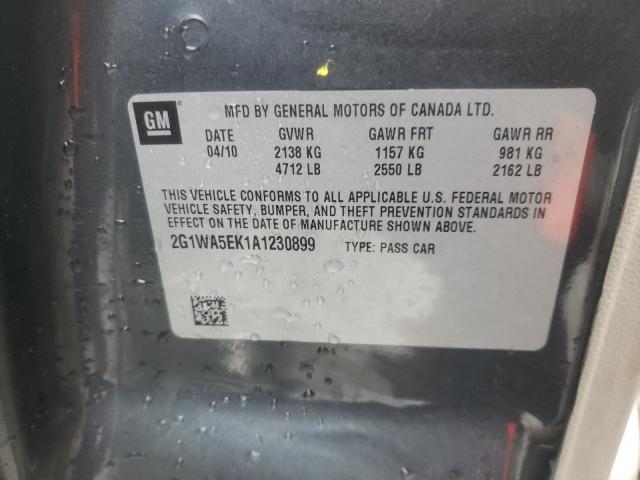 GM
MFD BY GENERAL MOTORS OF CANADA LTD.
DATE GVWR GAWR FRT GAWR RR
04/10 2138 KG 1157 KG 981 KG
4712 LB 2550 LB 2162 LB
THIS VEHICLE CONFORMS TO ALL APPLICABLE U.S. FEDERAL MOTOR
VEHICLE SAFETY, BUMPER, AND THEFT PREVENTION STANDARDS IN
EFFECT ON THE DATE OF MANUFACTURE SHOWN ABOVE.
2G1WA5EK1A1230899 TYPE: PASS CAR